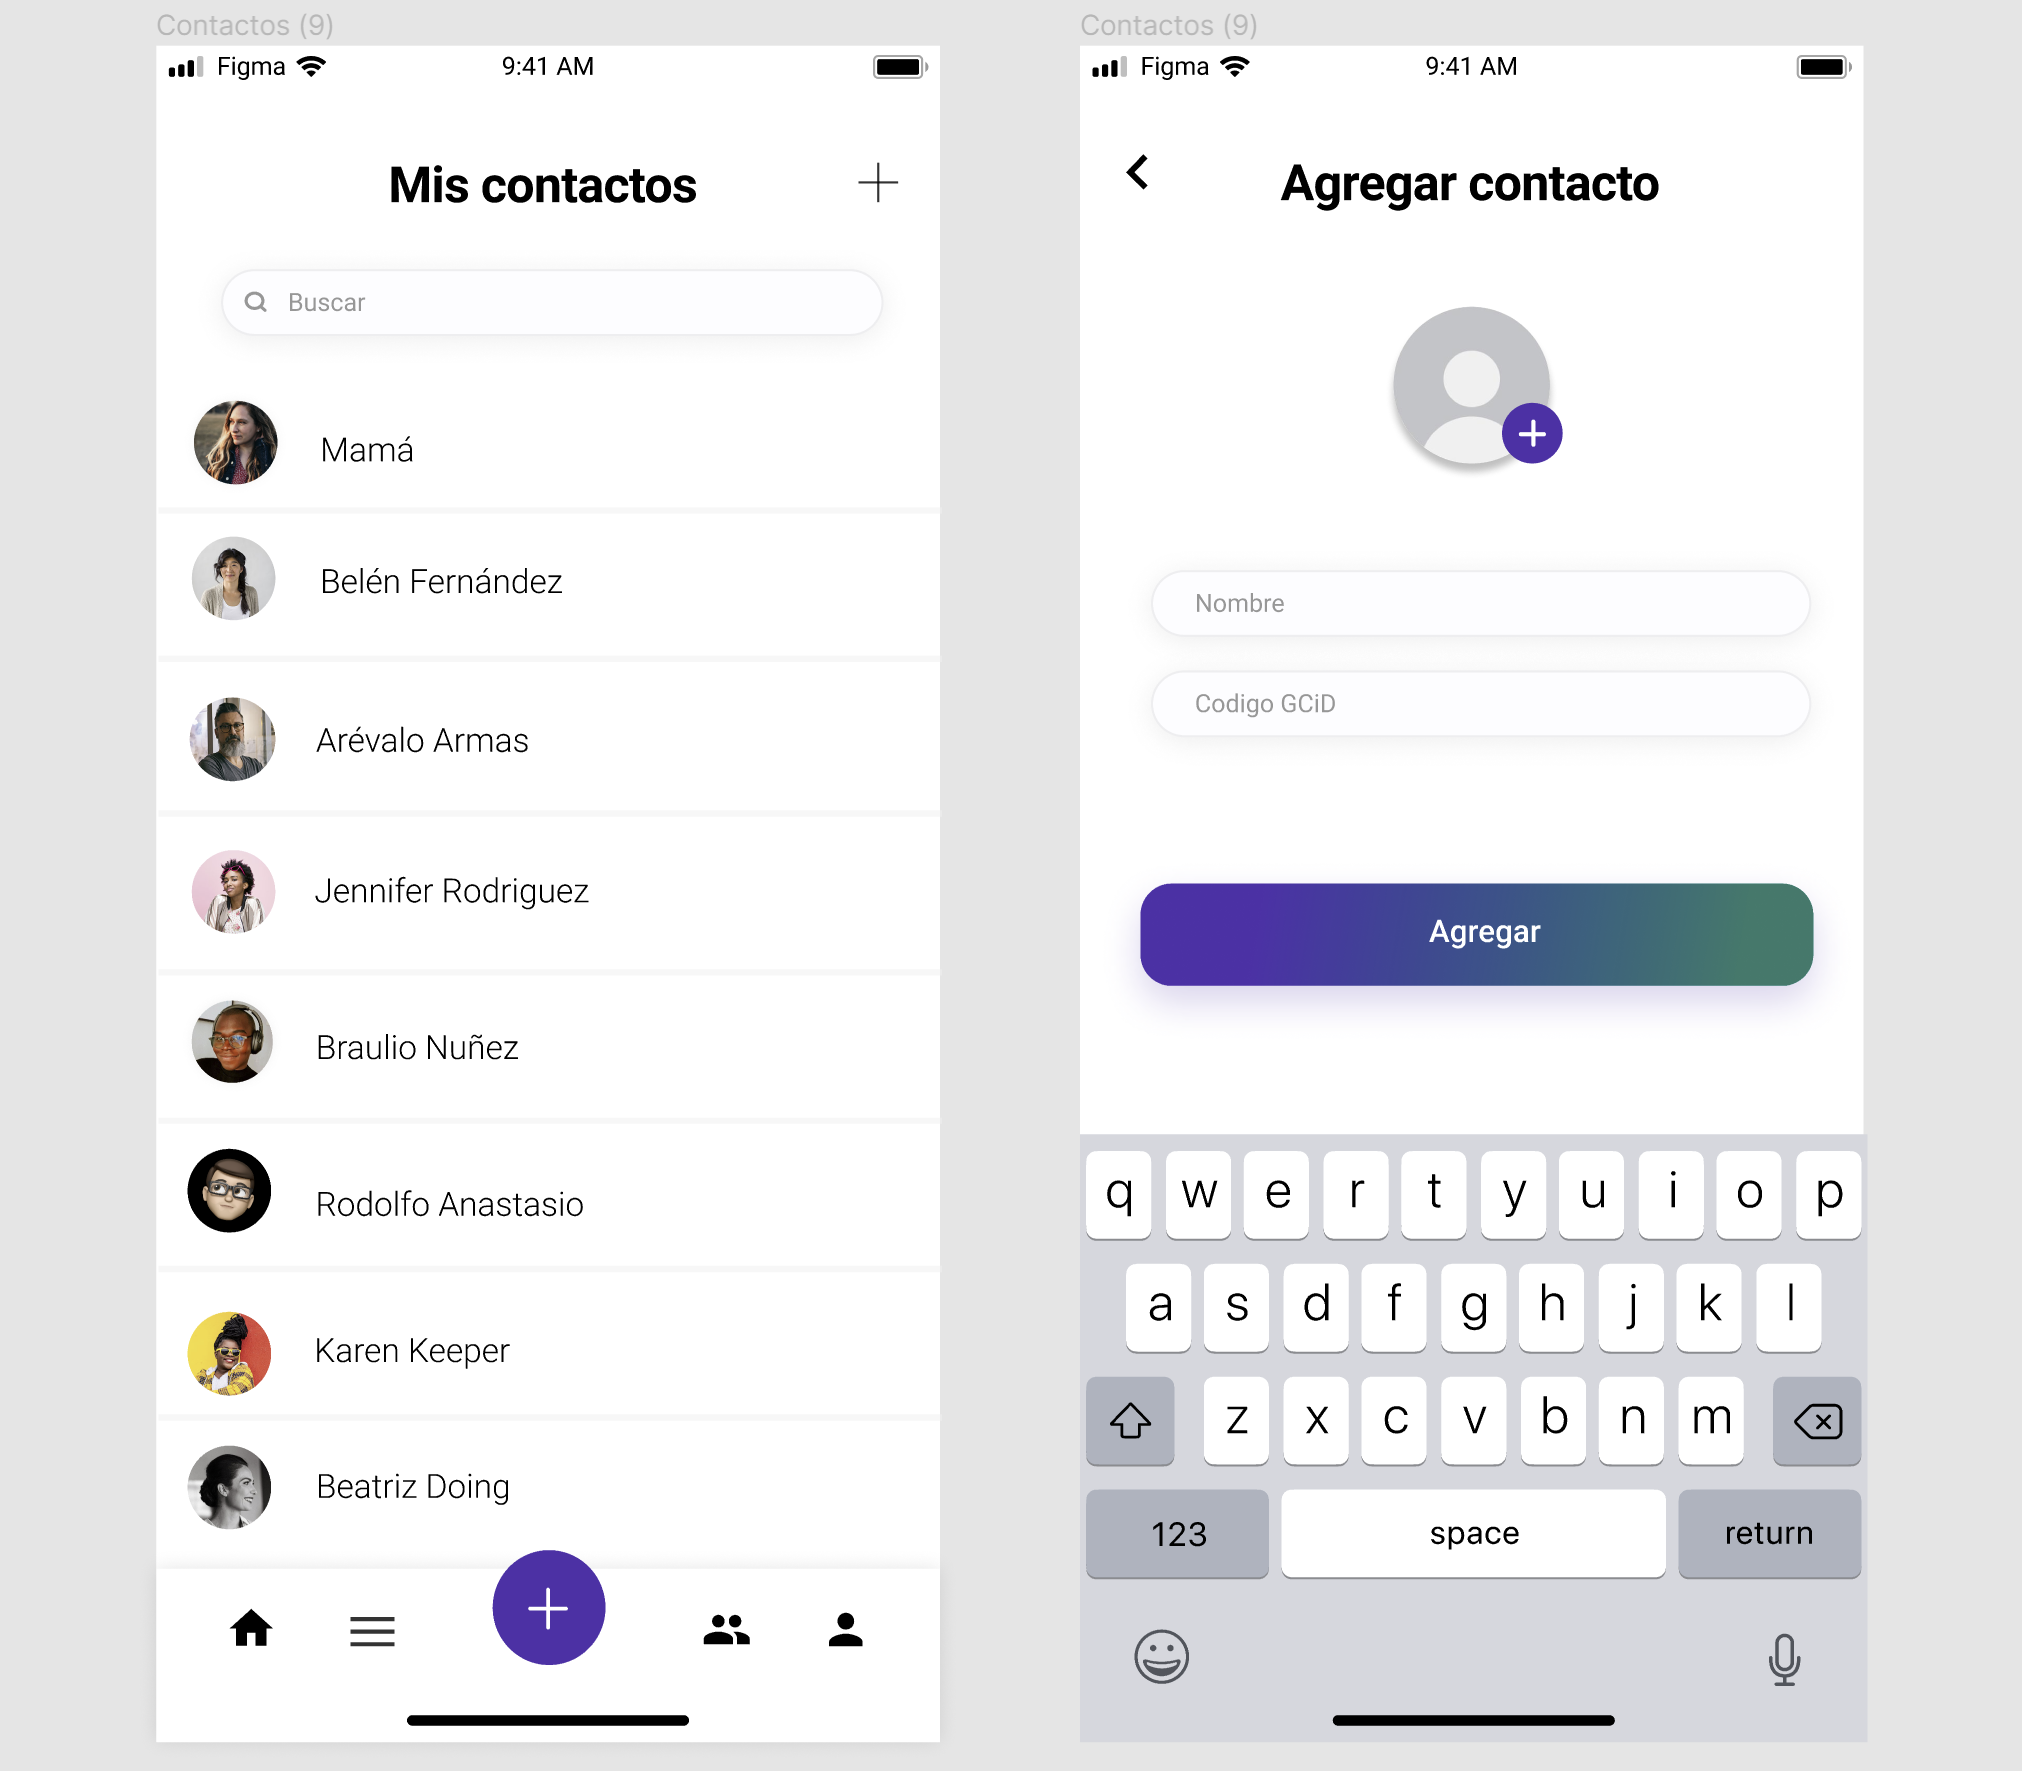 Contactos (9)
Figma
9:41 AM
Mis contactos
Buscar
Mamá
Belén Fernández
Arévalo Armas
Jennifer Rodriguez
Braulio Nuñez
Rodolfo Anastasio
Karen Keeper
Beatriz Doing
Contactos (9)
Figma
9:41 AM
Agregar contacto
Nombre
Codigo GCiD
Agregar
q w e r t y u i o p
a s d f g h j k l
z x c v b n m
123 space return